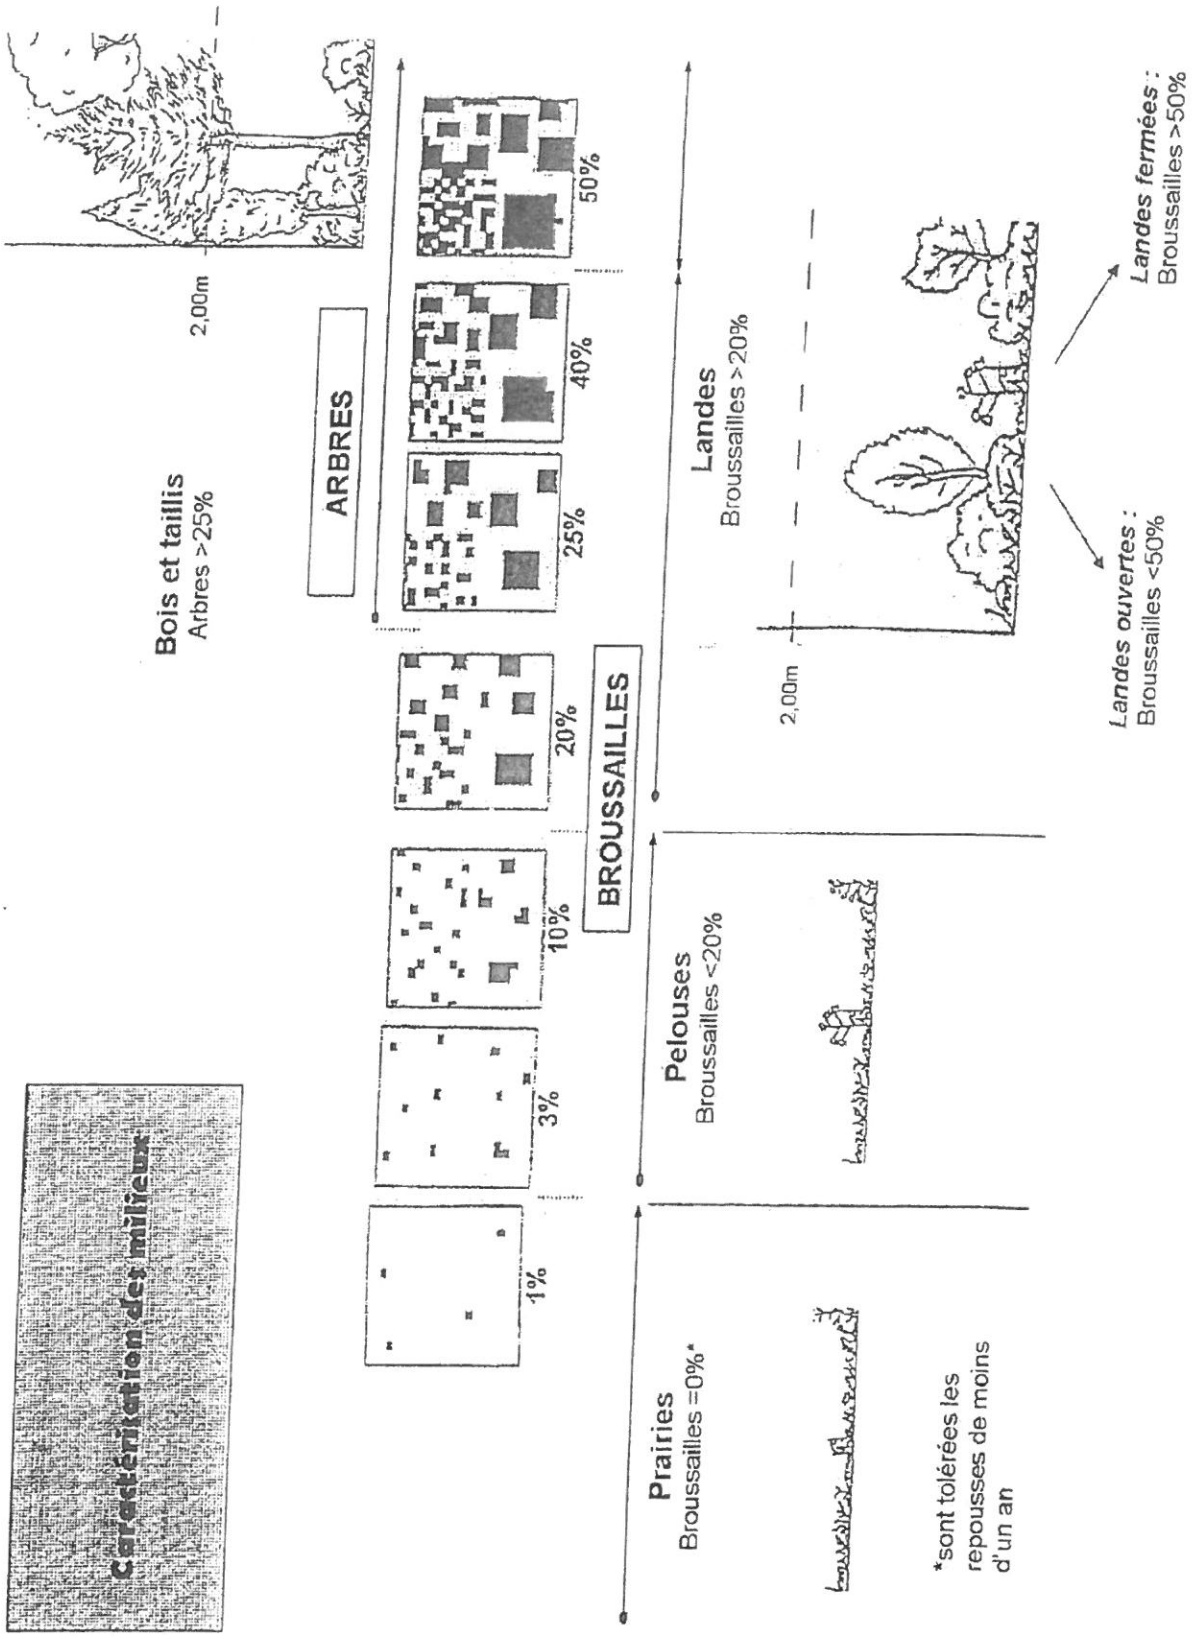 Caractéritation des milieux
Bois et taillis
Arbres >25%
2,00m
ARBRES
1%
3%
10%
20%
25%
40%
50%
BROUSSAILLES
Prairies
Broussailles =0%*
Pelouses
Broussailles <20%
Landes
Broussailles >20%
2,00m
*sont tolérées les
repousses de moins
d'un an
Landes ouvertes :
Broussailles <50%
Landes fermées :
Broussailles >50%